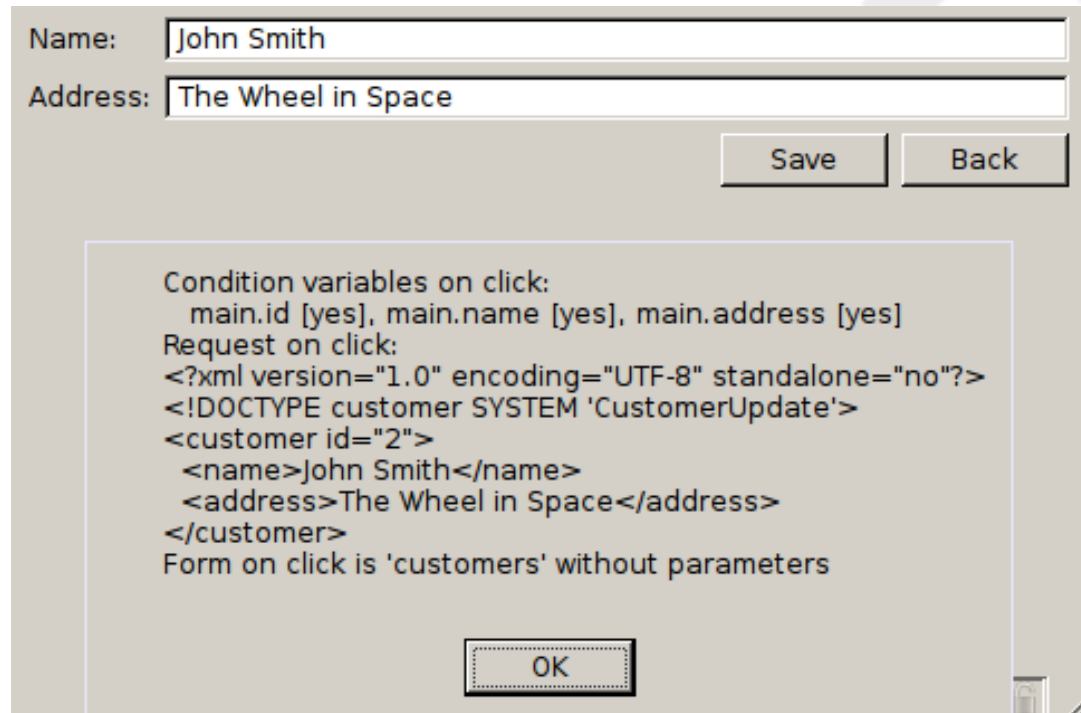 Name: John Smith
Address: The Wheel in Space
Save Back
Condition variables on click:
main.id [yes], main.name [yes], main.address [yes]
Request on click:
<?xml version="1.0" encoding="UTF-8" standalone="no"?>
<!DOCTYPE customer SYSTEM 'CustomerUpdate'>
<customer id="2">
<name>John Smith</name>
<address>The Wheel in Space</address>
</customer>
Form on click is 'customers' without parameters
OK